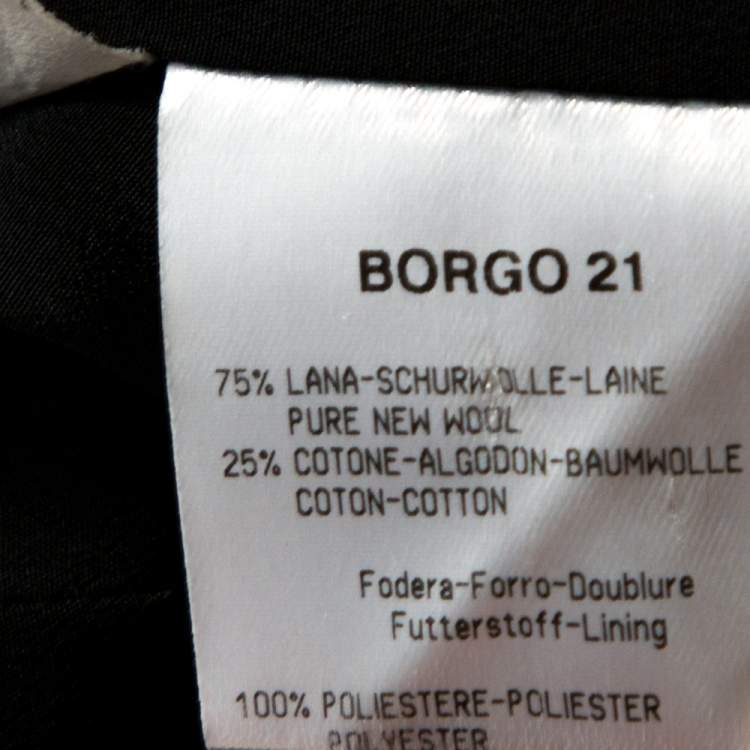 BORGO 21
75% LANA-SCHURWOLLE-LAINE
PURE NEW WOOL
25% COTONE-ALGODON-BAUMWOLLE
COTON-COTTON
Fodera-Forro-Doublure
Futterstoff-Lining
100% POLIESTERE-POLIESTER
POLYESTER